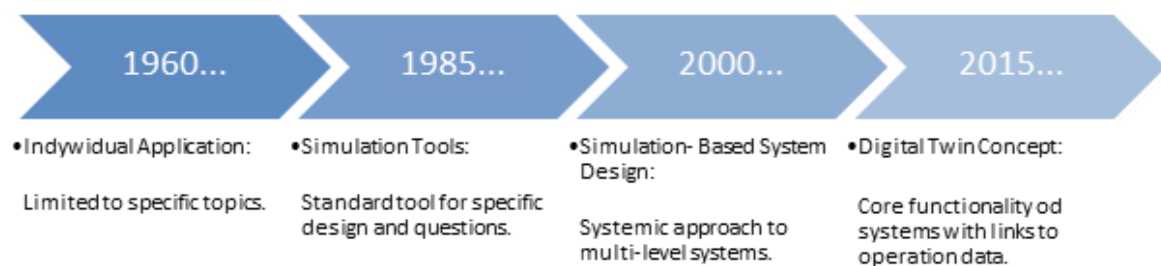 1960...
1985...
2000...
2015...
•Indywidual Application:
Limited to specific topics.
•Simulation Tools:
Standard tool for specific
design and questions.
•Simulation- Based System
Design:
Systemic approach to
multi-level systems.
•Digital Twin Concept:
Core functionality od
systems with links to
operation data.